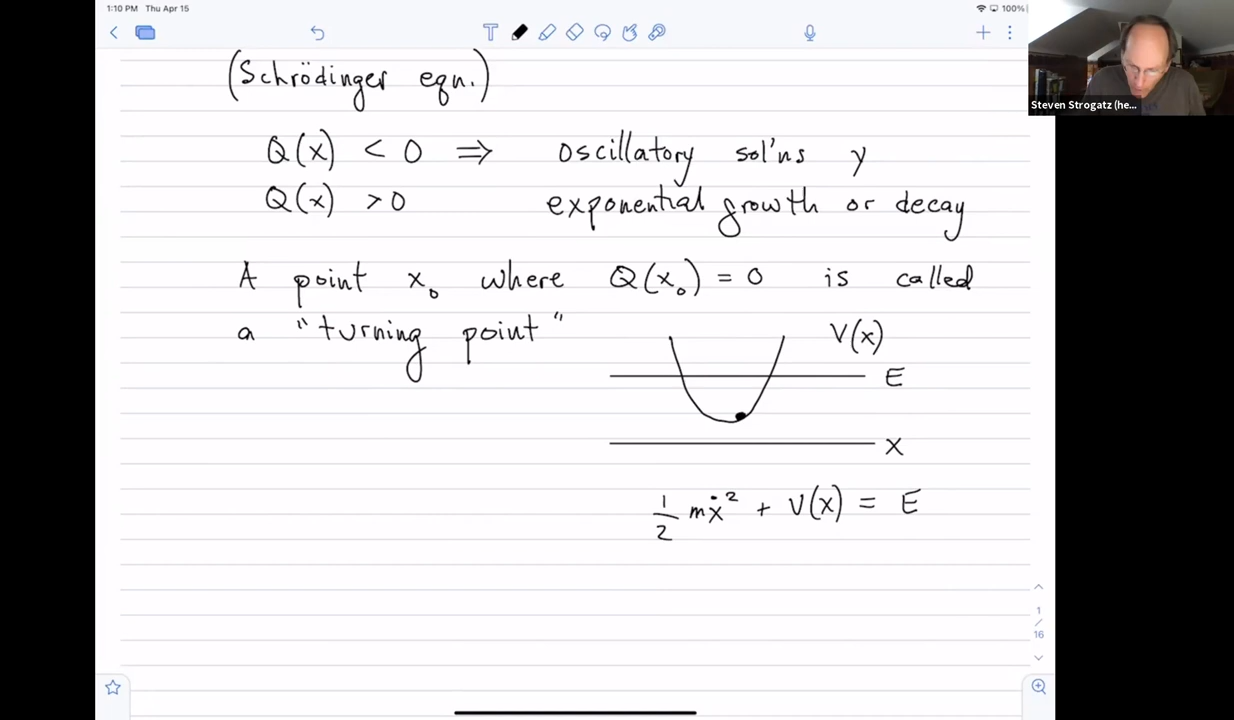 1:10 PM Thu Apr 15
100%
Steven Strogatz (he...
(Schrödinger eqn.)
Q(x) < 0 ⇒ oscillatory sol'ns y
Q(x) > 0 exponential growth or decay
A point x₀ where Q(x₀) = 0 is called
a "turning point"
V(x)
E
X
1/2 mẋ² + V(x) = E
1
/
16